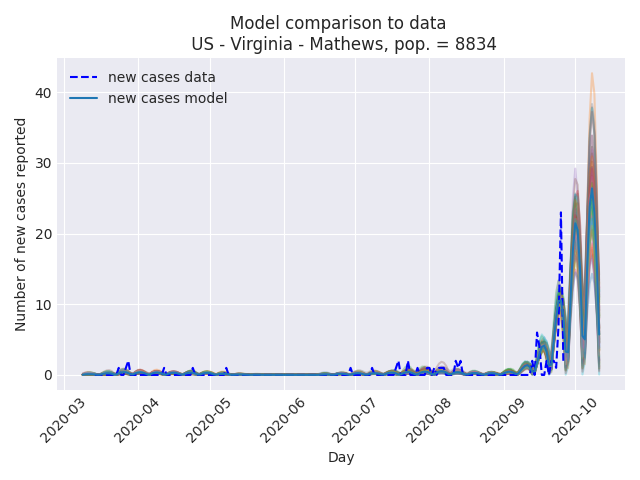 Model comparison to data
US - Virginia - Mathews, pop. = 8834
new cases data
new cases model
Number of new cases reported
40
30
20
10
0
2020-03
2020-04
2020-05
2020-06
2020-07
2020-08
2020-09
2020-10
Day